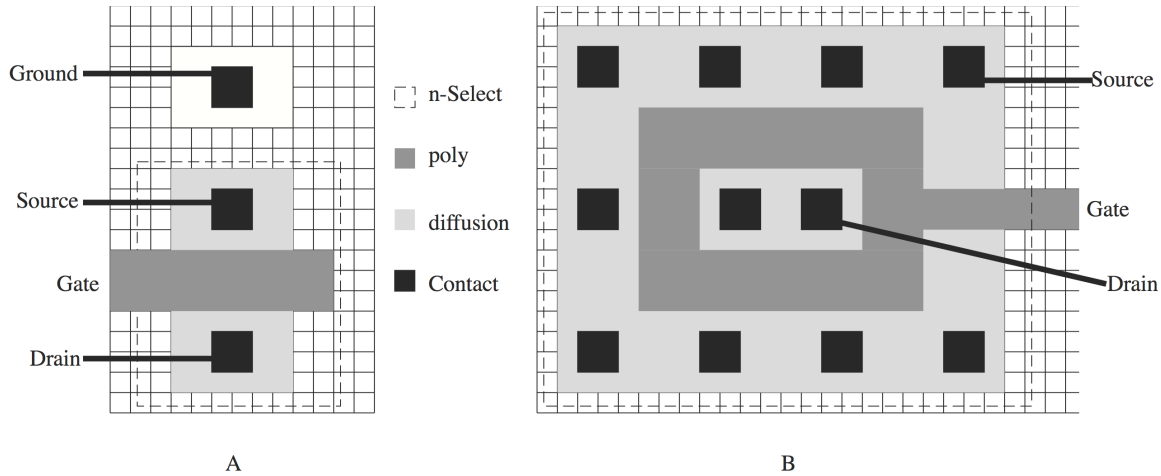 Ground
Source
Gate
Drain
n-Select
poly
diffusion
Contact
Source
Gate
Drain
A
B